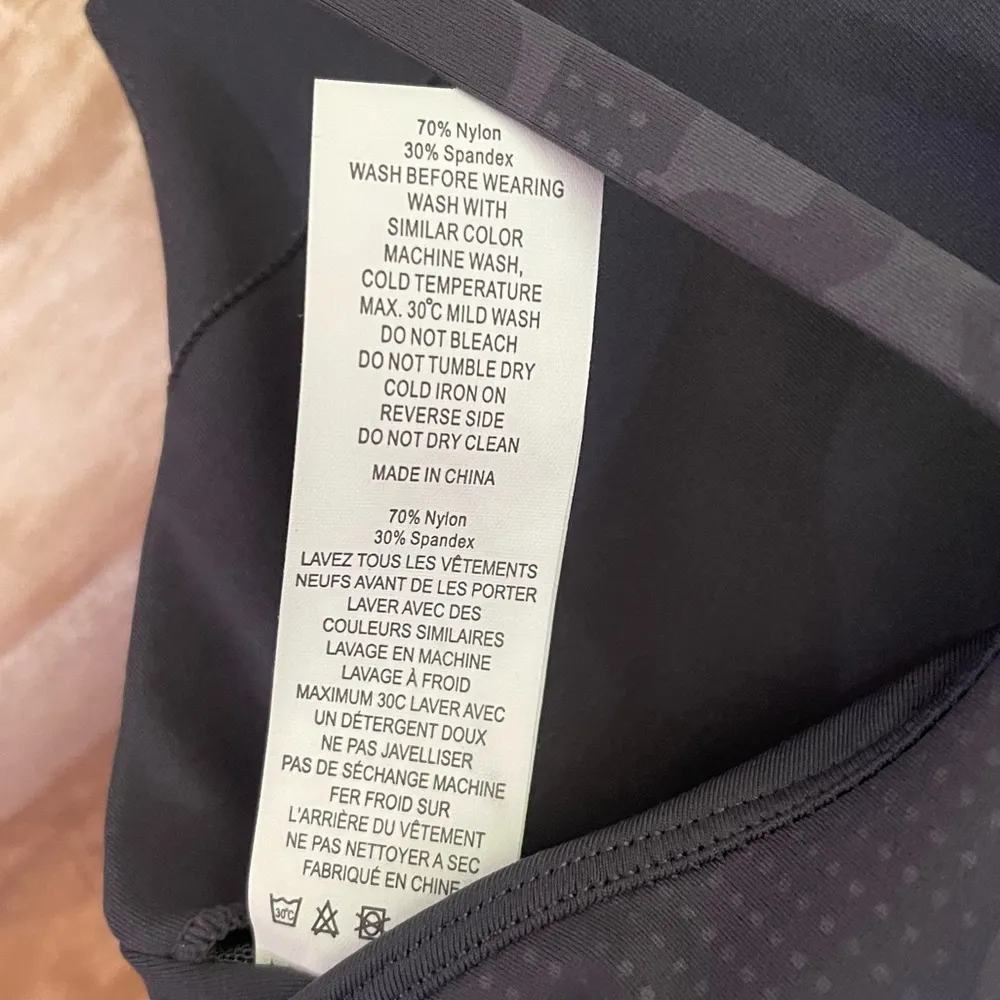 70% Nylon
30% Spandex
WASH BEFORE WEARING
WASH WITH
SIMILAR COLOR
MACHINE WASH,
COLD TEMPERATURE
MAX. 30°C MILD WASH
DO NOT BLEACH
DO NOT TUMBLE DRY
COLD IRON ON
REVERSE SIDE
DO NOT DRY CLEAN
MADE IN CHINA
70% Nylon
30% Spandex
LAVEZ TOUS LES VÊTEMENTS
NEUFS AVANT DE LES PORTER
LAVER AVEC DES
COULEURS SIMILAIRES
LAVAGE EN MACHINE
LAVAGE À FROID
MAXIMUM 30C LAVER AVEC
UN DÉTERGENT DOUX
NE PAS JAVELLISER
PAS DE SÉCHANGE MACHINE
FER FROID SUR
L'ARRIÈRE DU VÊTEMENT
NE PAS NETTOYER A SEC
FABRIQUÉ EN CHINE
30°C